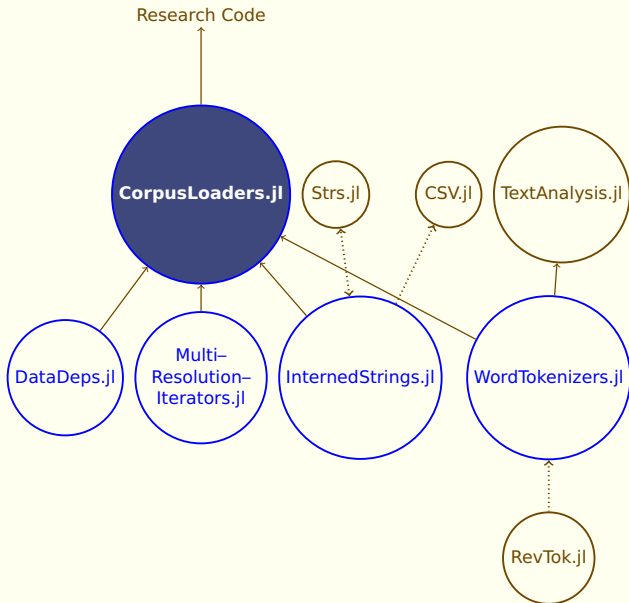 Research Code
CorpusLoaders.jl
Strs.jl
CSV.jl
TextAnalysis.jl
DataDeps.jl
Multi–
Resolution–
Iterators.jl
InternedStrings.jl
WordTokenizers.jl
RevTok.jl